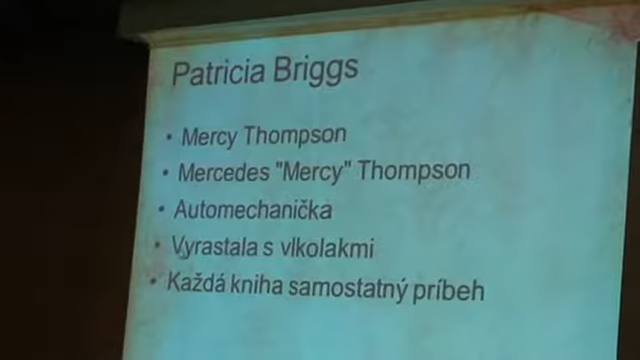 Patricia Briggs
• Mercy Thompson
• Mercedes "Mercy" Thompson
• Automechanička
• Vyrastala s vlkolakmi
• Každá kniha samostatný príbeh